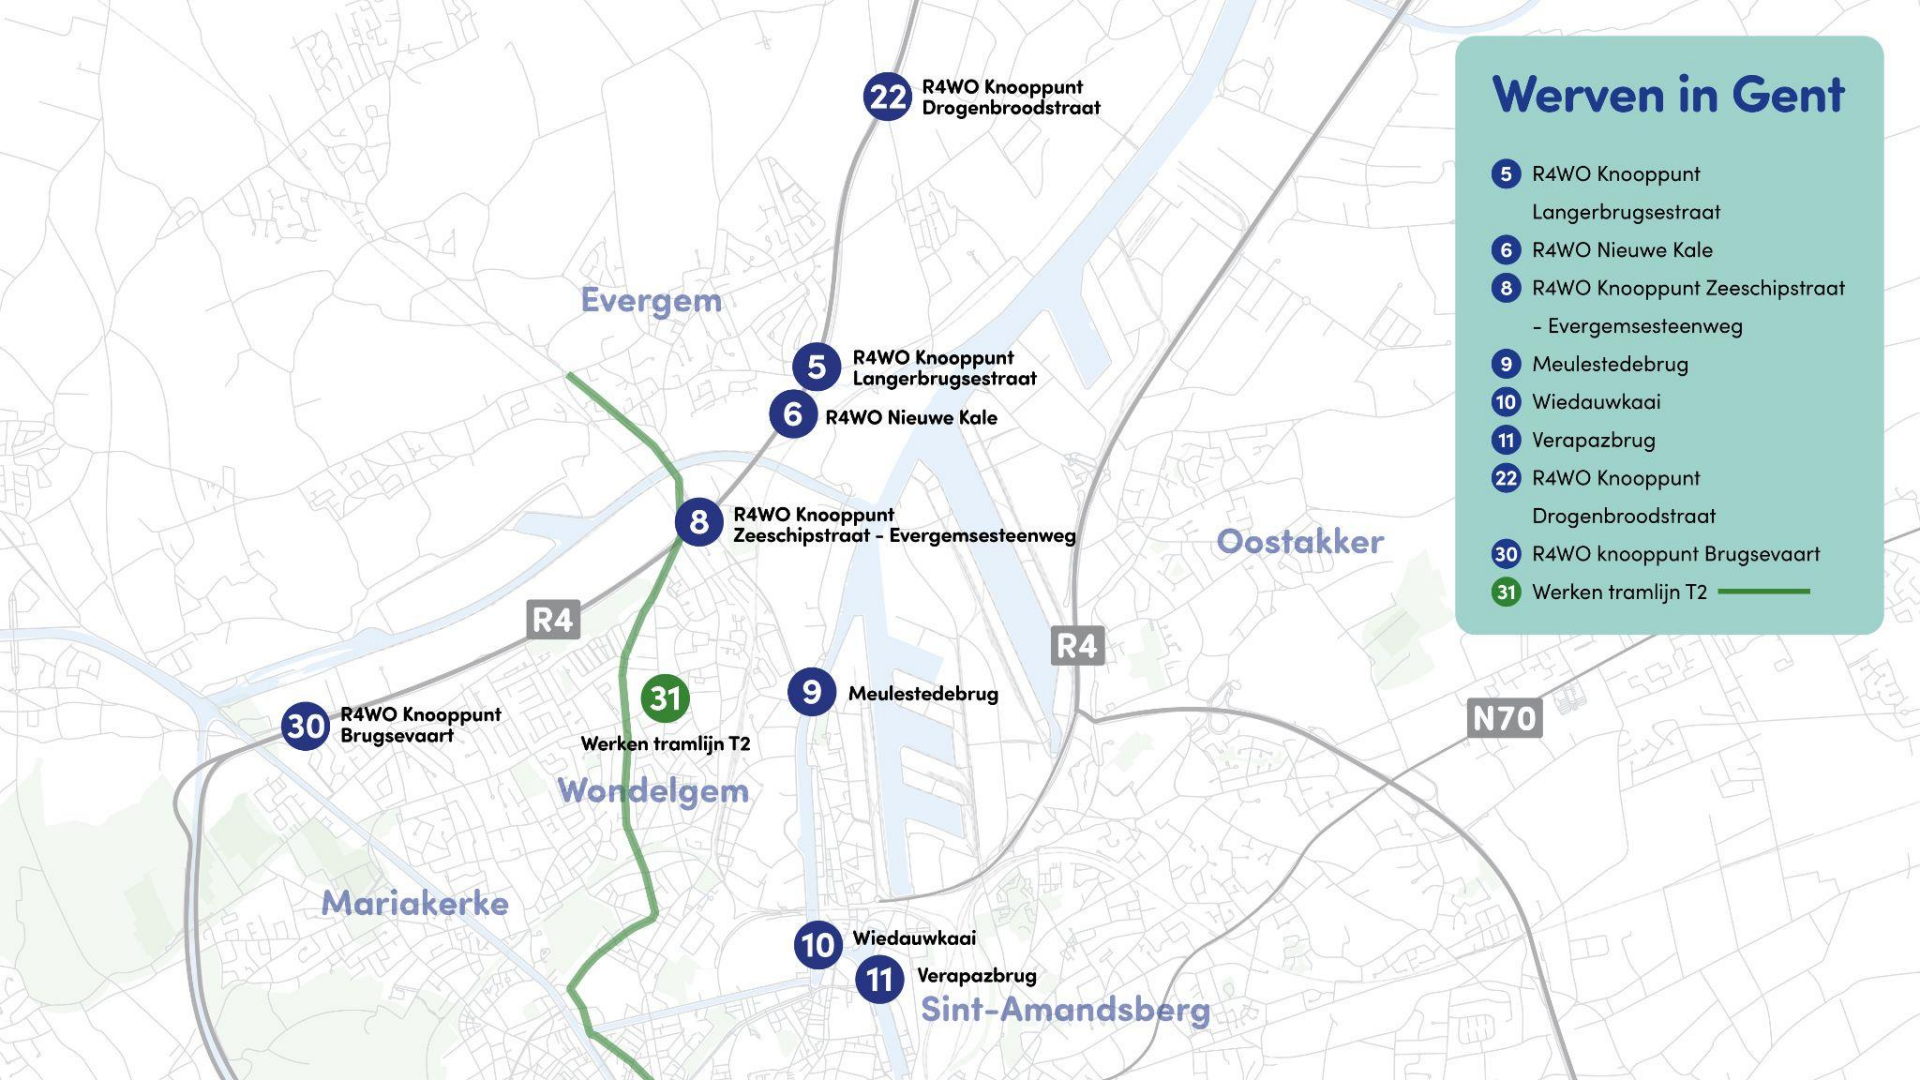 22
R4WO Knooppunt
Drogenbroodstraat
Evergem
5
R4WO Knooppunt
Langerbrugsestraat
6
R4WO Nieuwe Kale
8
R4WO Knooppunt
Zeeschipstraat - Evergemsesteenweg
Oostakker
R4
R4
31
Werken tramlijn T2
9
Meulestedebrug
30
R4WO Knooppunt
Brugsevaart
N70
Wondelgem
Mariakerke
10
Wiedauwkaai
11
Verapazbrug
Sint-Amandsberg
Werven in Gent
5 R4WO Knooppunt
Langerbrugsestraat
6 R4WO Nieuwe Kale
8 R4WO Knooppunt Zeeschipstraat
- Evergemsesteenweg
9 Meulestedebrug
10 Wiedauwkaai
11 Verapazbrug
22 R4WO Knooppunt
Drogenbroodstraat
30 R4WO knooppunt Brugsevaart
31 Werken tramlijn T2